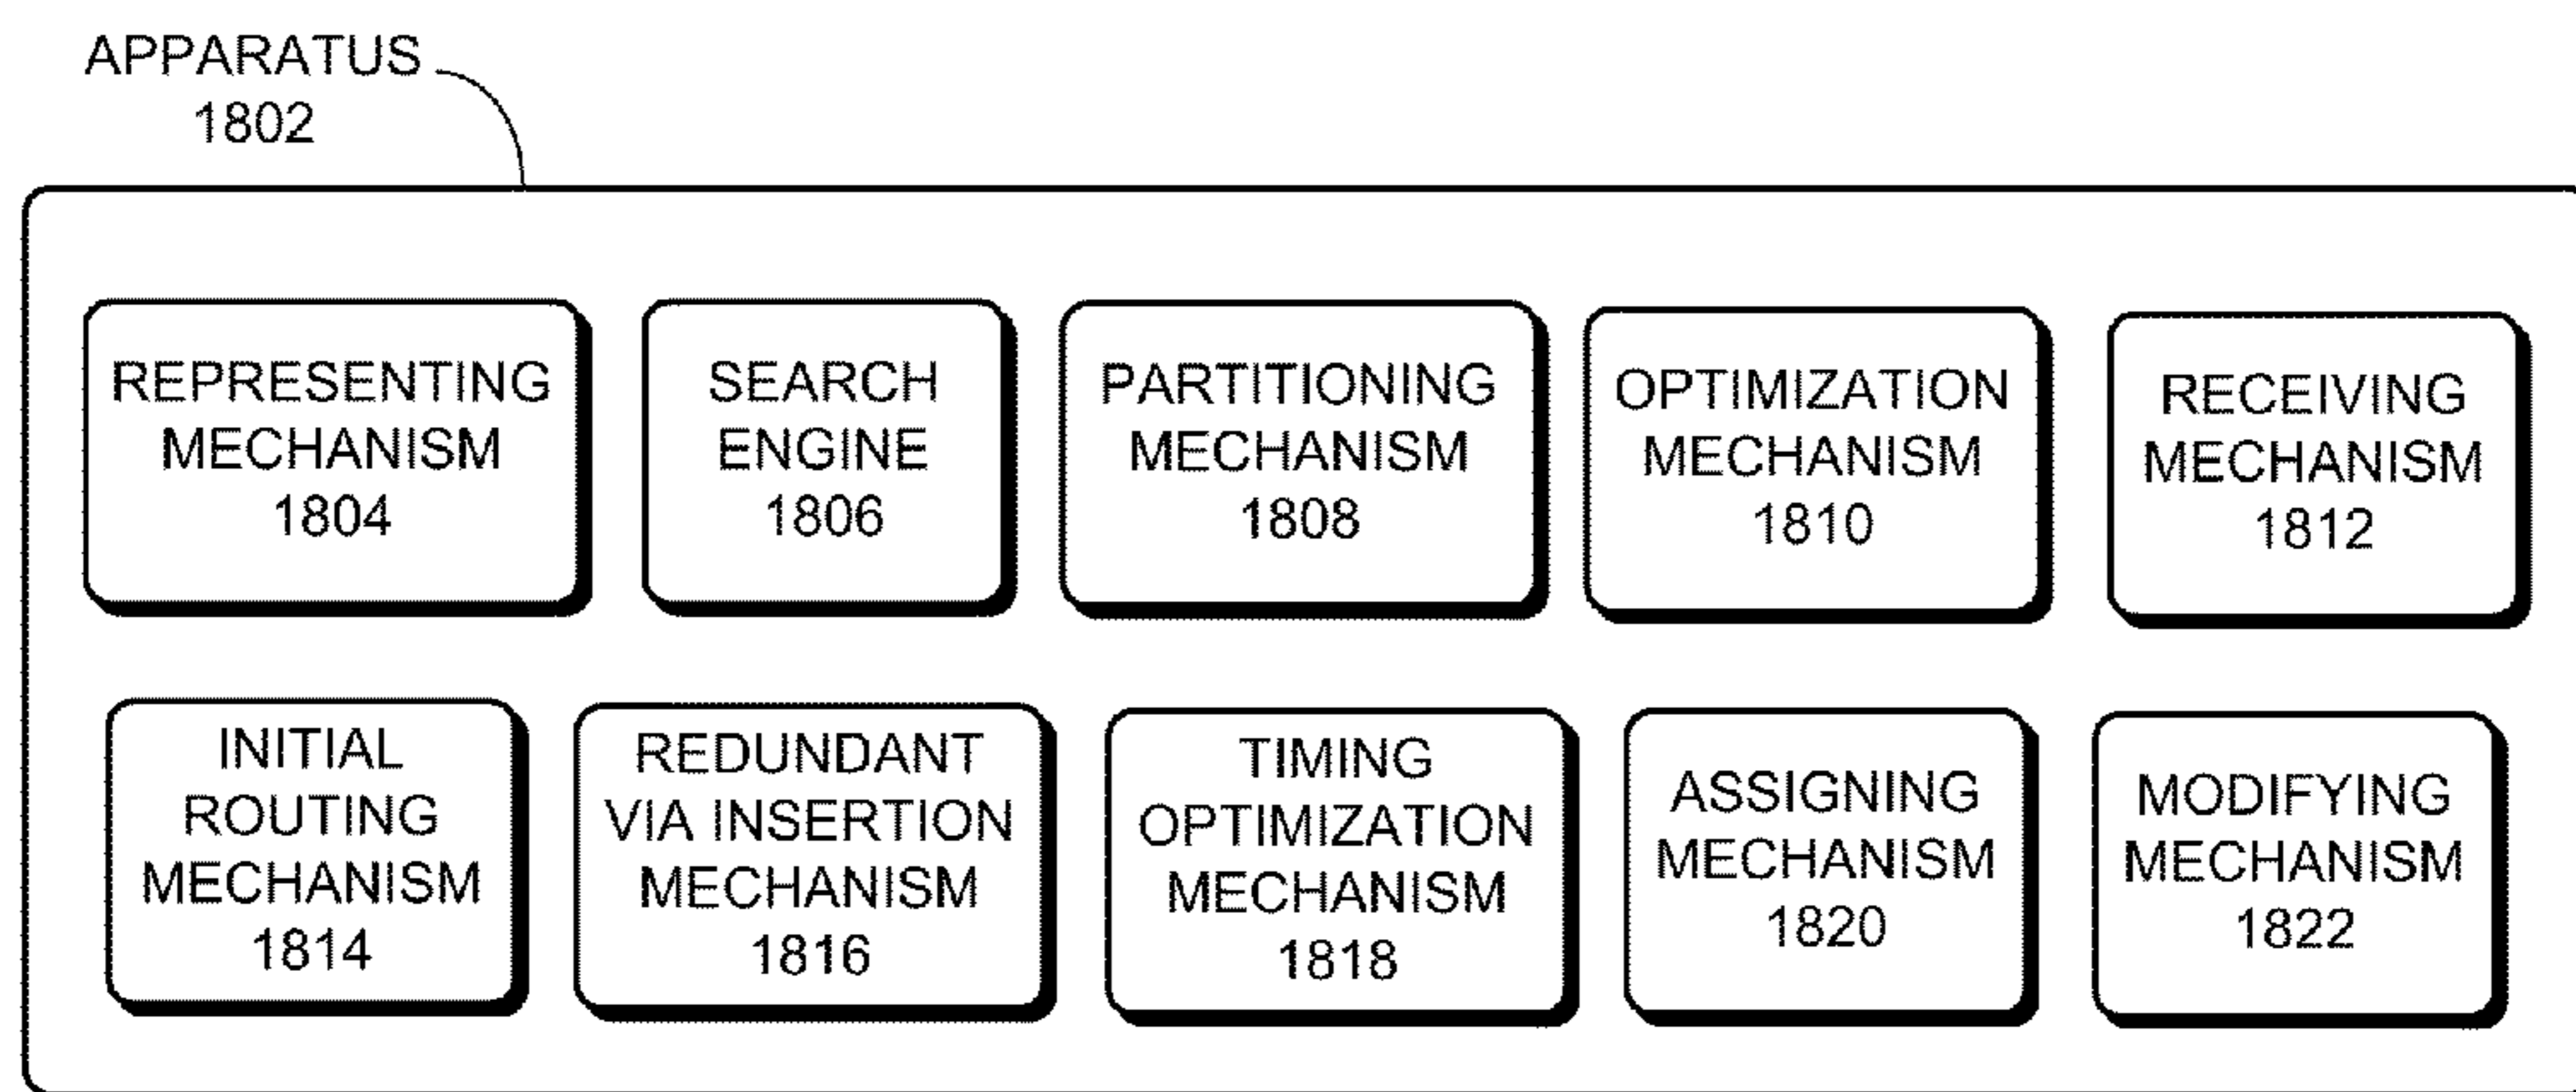 APPARATUS
1802
REPRESENTING
MECHANISM
1804
SEARCH
ENGINE
1806
PARTITIONING
MECHANISM
1808
OPTIMIZATION
MECHANISM
1810
RECEIVING
MECHANISM
1812
INITIAL
ROUTING
MECHANISM
1814
REDUNDANT
VIA INSERTION
MECHANISM
1816
TIMING
OPTIMIZATION
MECHANISM
1818
ASSIGNING
MECHANISM
1820
MODIFYING
MECHANISM
1822